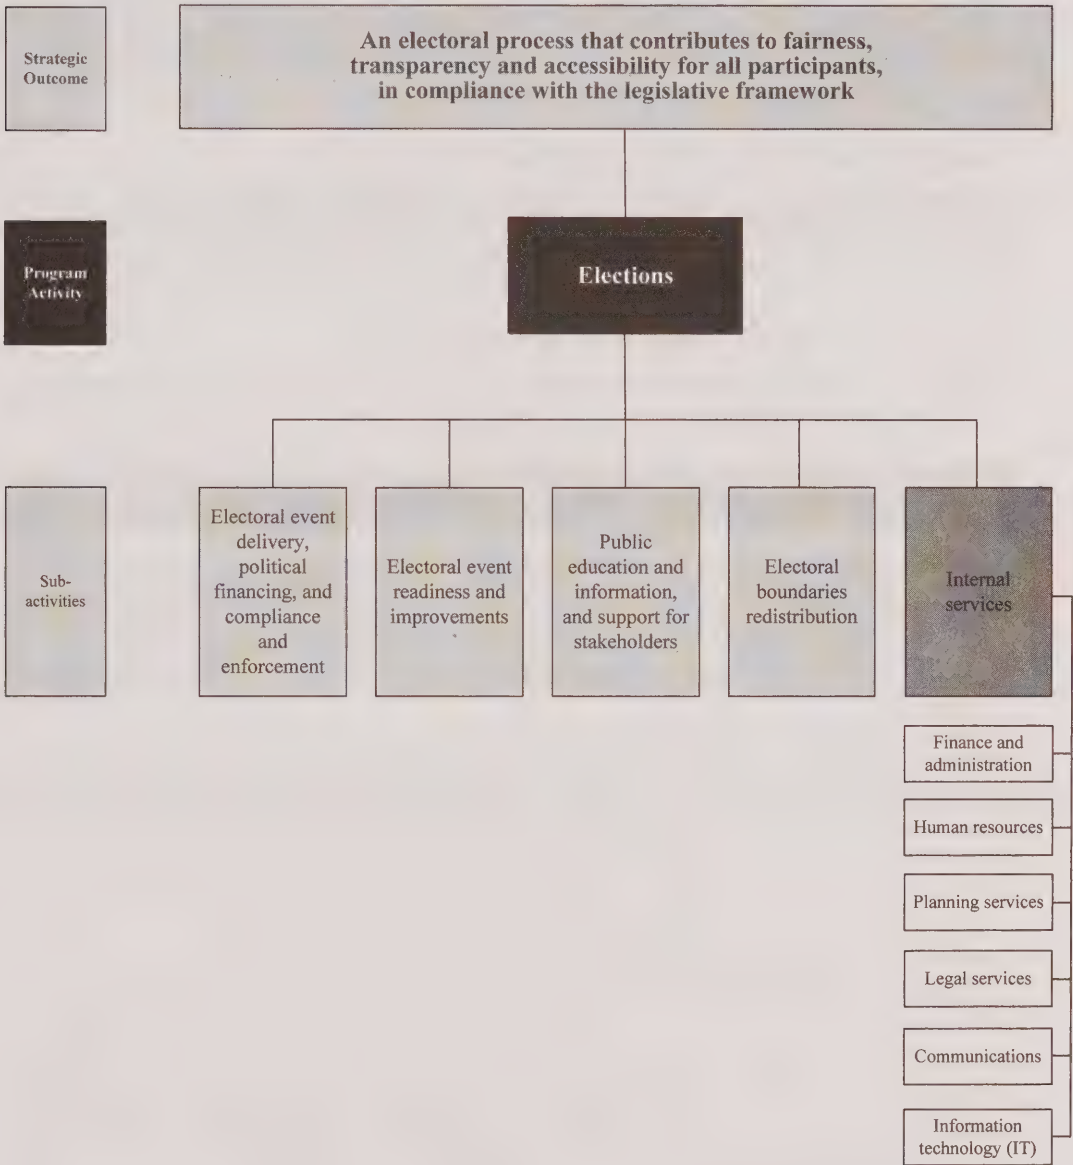 Strategic
Outcome
An electoral process that contributes to fairness,
transparency and accessibility for all participants,
in compliance with the legislative framework
Program
Activity
Elections
Sub-
activities
Electoral event
delivery,
political
financing, and
compliance
and
enforcement
Electoral event
readiness and
improvements
Public
education and
information,
and support for
stakeholders
Electoral
boundaries
redistribution
Internal
services
Finance and
administration
Human resources
Planning services
Legal services
Communications
Information
technology (IT)